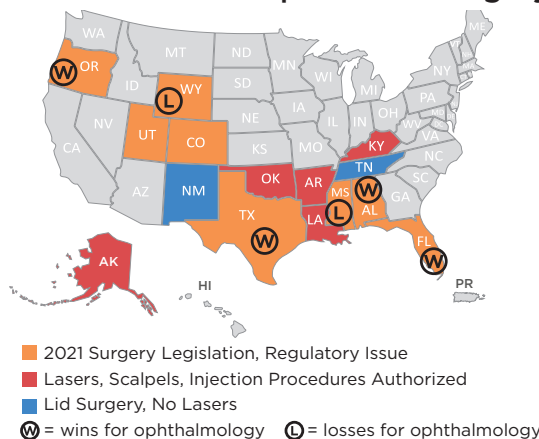 ME
WA
MT
ND
MN
OR
ID
WY
SD
WI
MI
NY
W
L
NV
UT
CO
NE
IA
IL
IN
OH
PA
WV
VA
CA
KS
MO
KY
NC
AZ
NM
OK
AR
TN
SC
MS
W
AL
GA
TX
LA
L
W
FL
W
AK
HI
PR
2021 Surgery Legislation, Regulatory Issue
Lasers, Scalpels, Injection Procedures Authorized
Lid Surgery, No Lasers
W = wins for ophthalmology L = losses for ophthalmology